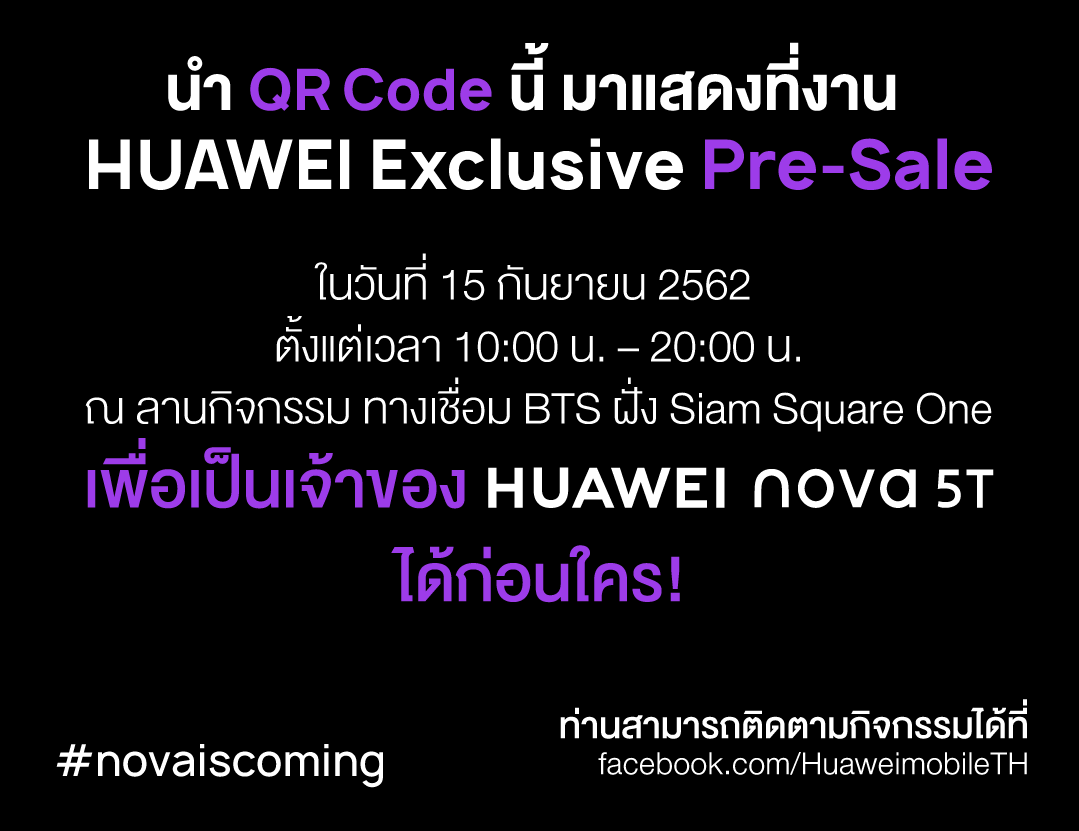 นำ QR Code นี้ มาแสดงที่งาน
HUAWEI Exclusive Pre-Sale
ในวันที่ 15 กันยายน 2562
ตั้งแต่เวลา 10:00 น. – 20:00 น.
ณ ลานกิจกรรม ทางเชื่อม BTS ฝั่ง Siam Square One
เพื่อเป็นเจ้าของ HUAWEI nova 5T
ได้ก่อนใคร!
#novaiscoming
ท่านสามารถติดตามกิจกรรมได้ที่
facebook.com/HuaweimobileTH